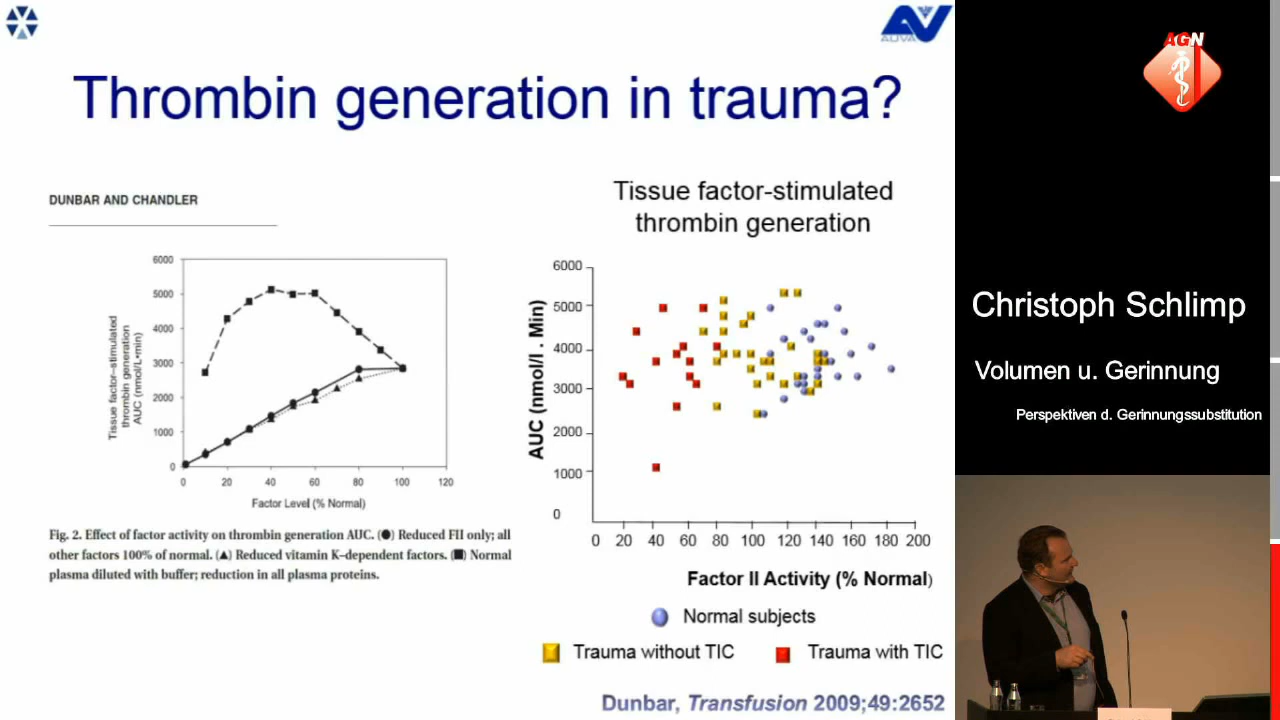 AUVA
Thrombin generation in trauma?
DUNBAR AND CHANDLER
6000
5000
4000
3000
2000
1000
0
Tissue factor–stimulated
thrombin generation
AUC (nmol/L•min)
0 20 40 60 80 100 120
Factor Level (% Normal)
Fig. 2. Effect of factor activity on thrombin generation AUC. (●) Reduced FII only; all
other factors 100% of normal. (▲) Reduced vitamin K–dependent factors. (■) Normal
plasma diluted with buffer; reduction in all plasma proteins.
Tissue factor-stimulated
thrombin generation
6000
5000
4000
3000
2000
1000
0
AUC (nmol/l . Min)
0 20 40 60 80 100 120 140 160 180 200
Factor II Activity (% Normal)
Normal subjects
Trauma without TIC
Trauma with TIC
Dunbar, Transfusion 2009;49:2652
AGN
Christoph Schlimp
Volumen u. Gerinnung
Perspektiven d. Gerinnungssubstitution